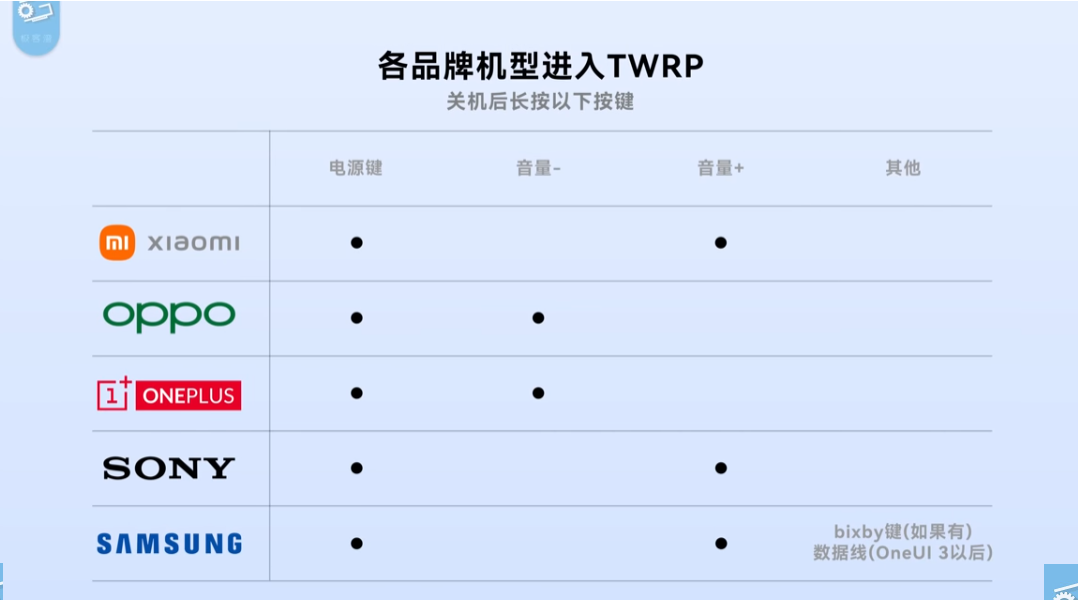 各品牌机型进入TWRP
关机后长按以下按键
电源键 音量- 音量+ 其他
mi xiaomi
oppo
1+ ONEPLUS
SONY
SAMSUNG
bixby键(如果有)
数据线(OneUI 3以后)